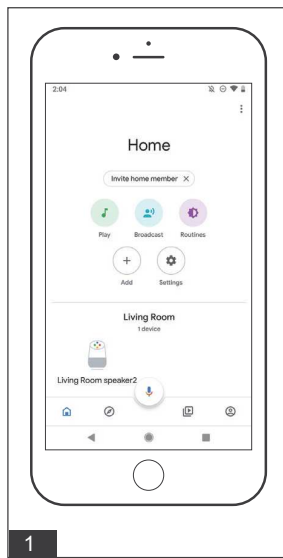 2:04
Home
Invite home member
Play Broadcast Routines
Add Settings
Living Room
1 device
Living Room speaker2
1